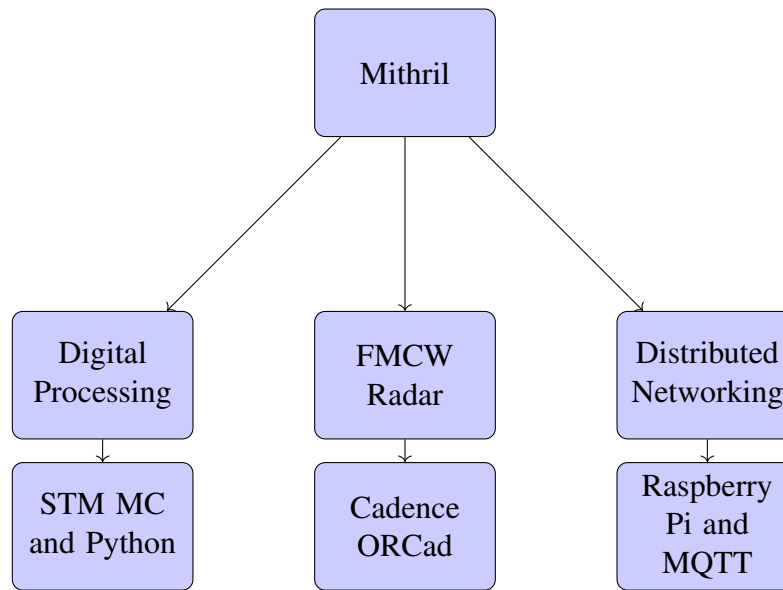 Mithril
Digital
Processing
FMCW
Radar
Distributed
Networking
STM MC
and Python
Cadence
ORCad
Raspberry
Pi and
MQTT